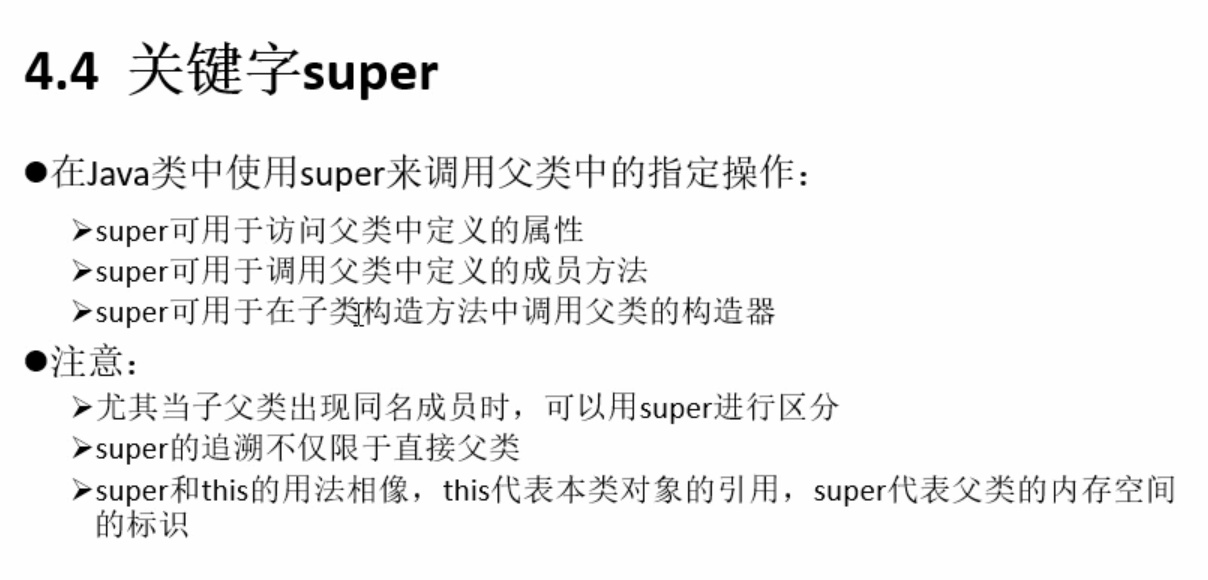 4.4 关键字super
●在Java类中使用super来调用父类中的指定操作：
➢super可用于访问父类中定义的属性
➢super可用于调用父类中定义的成员方法
➢super可用于在子类构造方法中调用父类的构造器
●注意：
➢尤其当子父类出现同名成员时，可以用super进行区分
➢super的追溯不仅限于直接父类
➢super和this的用法相像，this代表本类对象的引用，super代表父类的内存空间
的标识